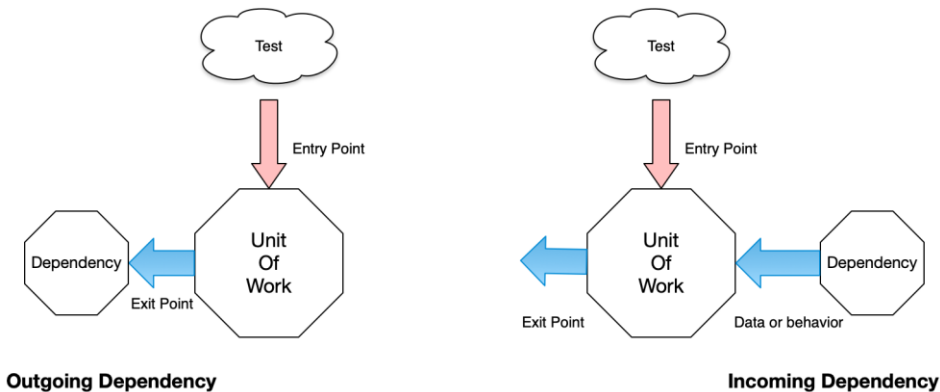 Test
Entry Point
Unit
Of
Work
Dependency
Exit Point
Outgoing Dependency
Test
Entry Point
Unit
Of
Work
Dependency
Exit Point
Data or behavior
Incoming Dependency